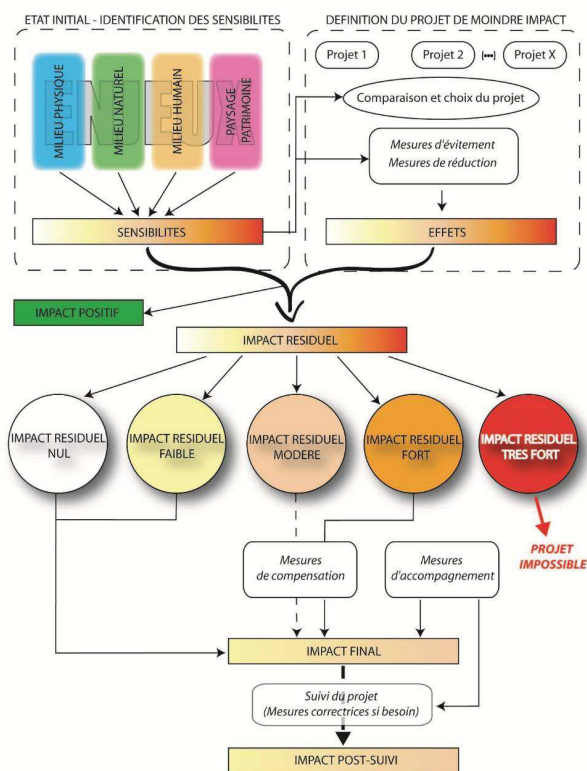 ETAT INITIAL - IDENTIFICATION DES SENSIBILITES
DEFINITION DU PROJET DE MOINDRE IMPACT
ENJEUX
MILIEU PHYSIQUE
MILIEU NATUREL
MILIEU HUMAIN
PAYSAGE
PATRIMOINE
SENSIBILITES
Projet 1
Projet 2
(•••)
Projet X
Comparaison et choix du projet
Mesures d'évitement
Mesures de réduction
EFFETS
IMPACT POSITIF
IMPACT RESIDUEL
IMPACT RESIDUEL
NUL
IMPACT RESIDUEL
FAIBLE
IMPACT RESIDUEL
MODERE
IMPACT RESIDUEL
FORT
IMPACT RESIDUEL
TRES FORT
PROJET
IMPOSSIBLE
Mesures
de compensation
Mesures
d'accompagnement
IMPACT FINAL
Suivi du projet
(Mesures correctrices si besoin)
IMPACT POST-SUIVI